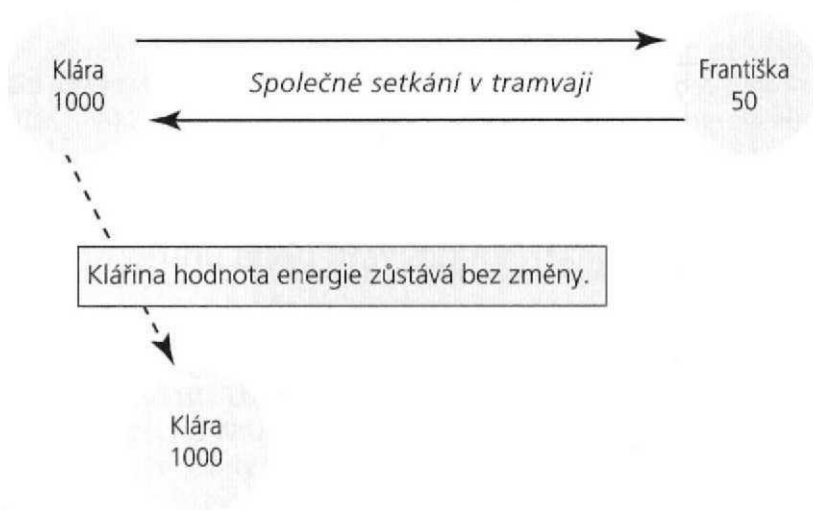 Klára
1000
Společné setkání v tramvaji
Františka
50
Klářina hodnota energie zůstává bez změny.
Klára
1000